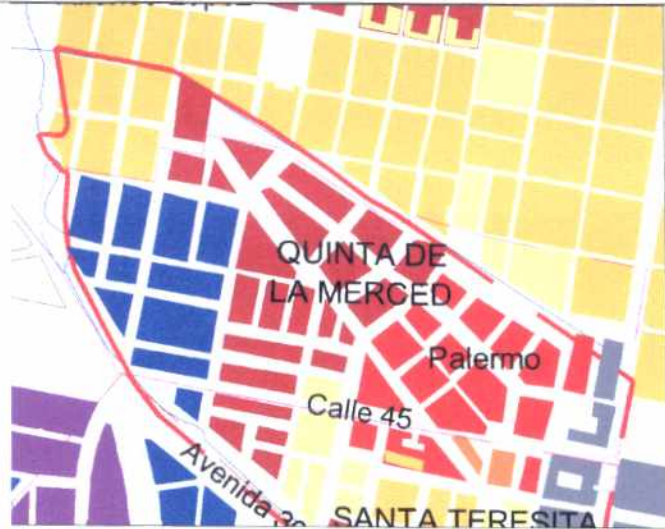 QUINTA DE
LA MERCED
Palermo
Calle 45
Avenida
SANTA TERESITA